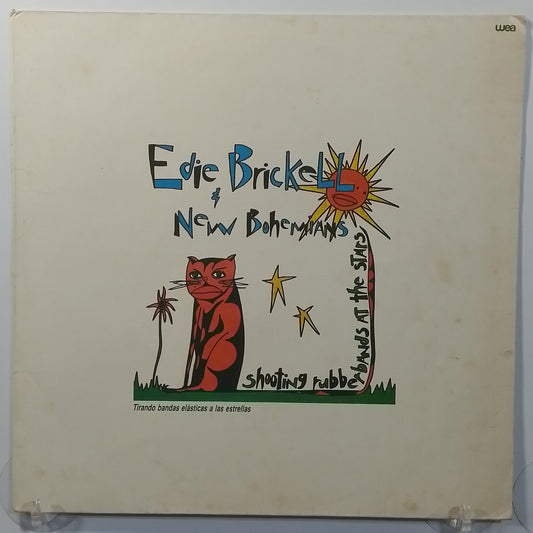 wea
Edie Brickell
&
New Bohemians
shooting rubberbands at the stars
Tirando bandas elásticas a las estrellas